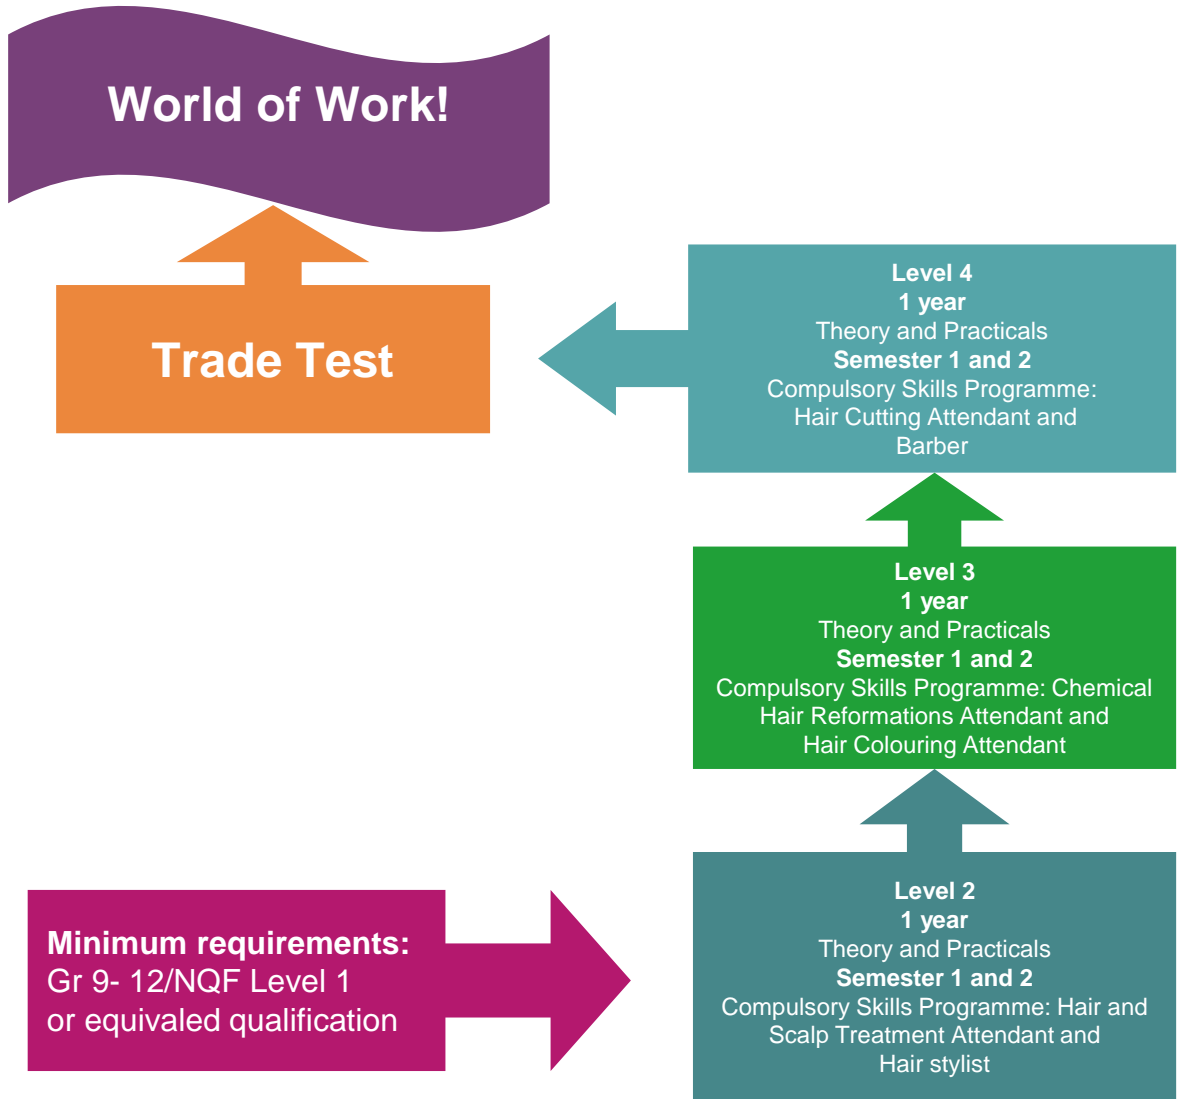 World of Work!
Trade Test
Level 4
1 year
Theory and Practicals
Semester 1 and 2
Compulsory Skills Programme:
Hair Cutting Attendant and
Barber
Level 3
1 year
Theory and Practicals
Semester 1 and 2
Compulsory Skills Programme: Chemical
Hair Reformations Attendant and
Hair Colouring Attendant
Minimum requirements:
Gr 9- 12/NQF Level 1
or equivaled qualification
Level 2
1 year
Theory and Practicals
Semester 1 and 2
Compulsory Skills Programme: Hair and
Scalp Treatment Attendant and
Hair stylist